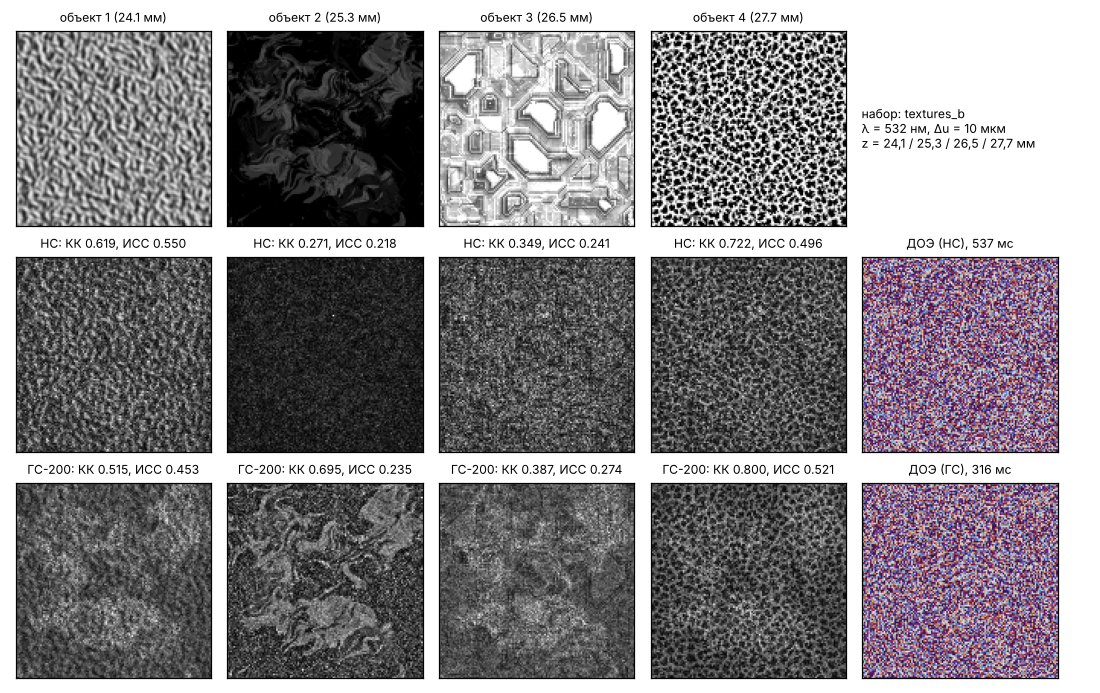 объект 1 (24.1 мм)
объект 2 (25.3 мм)
объект 3 (26.5 мм)
объект 4 (27.7 мм)
набор: textures_b
λ = 532 нм, Δu = 10 мкм
z = 24,1 / 25,3 / 26,5 / 27,7 мм
НС: КК 0.619, ИСС 0.550
НС: КК 0.271, ИСС 0.218
НС: КК 0.349, ИСС 0.241
НС: КК 0.722, ИСС 0.496
ДОЭ (НС), 537 мс
ГС-200: КК 0.515, ИСС 0.453
ГС-200: КК 0.695, ИСС 0.235
ГС-200: КК 0.387, ИСС 0.274
ГС-200: КК 0.800, ИСС 0.521
ДОЭ (ГС), 316 мс